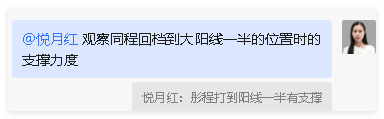 @悦月红 观察同程回档到大阳线一半的位置时的
支撑力度
悦月红：彤程打到阳线一半有支撑